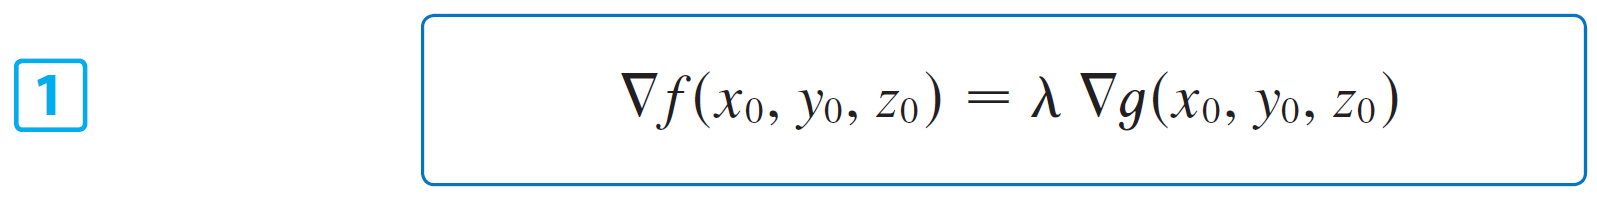 1
∇f(x₀, y₀, z₀) = λ ∇g(x₀, y₀, z₀)